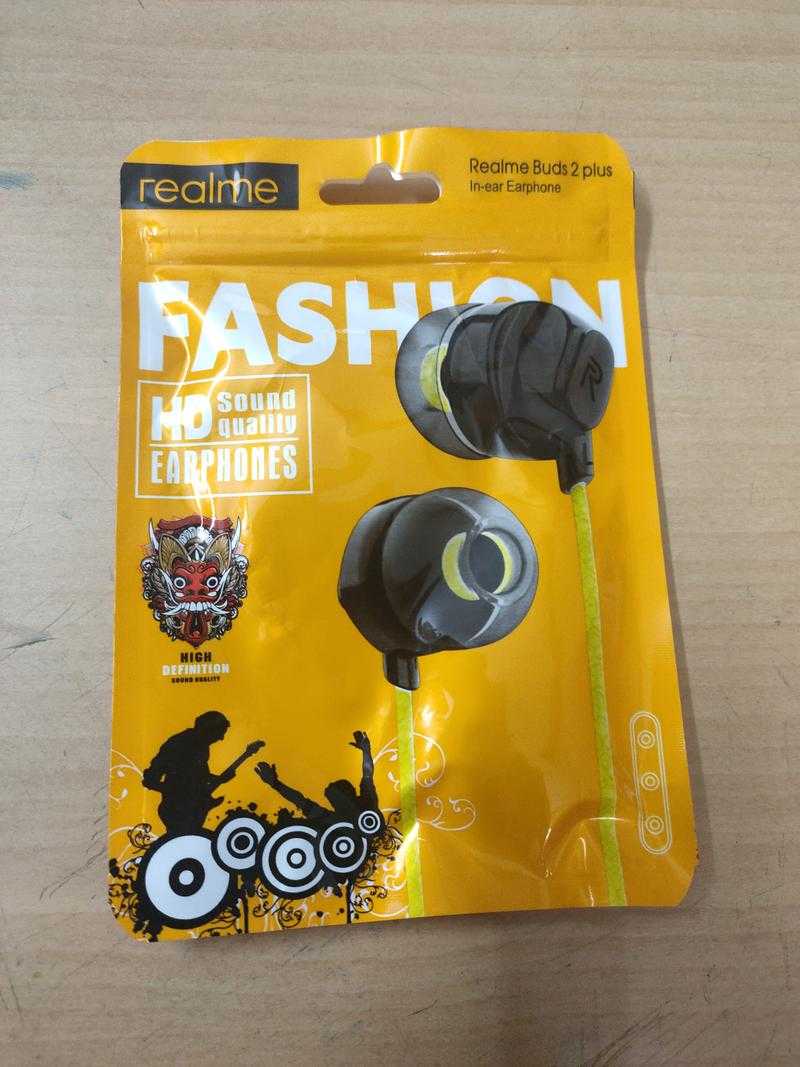 realme
Realme Buds 2 plus
In-ear Earphone
FASHION
HD Sound quality
EARPHONES
HIGH
DEFINITION
SOUND QUALITY
R